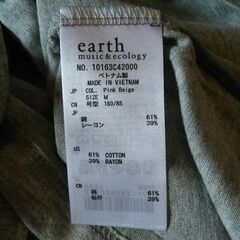 earth
music&ecology
NO. 10163C42000
ベトナム製
MADE IN VIETNAM
JP COL. Pink Beige
SIZE M
CN 号型 160/85
JP
綿 61%
レーヨン 39%
US
61% COTTON
39% RAYON
CN
棉 61%
粘纤 39%